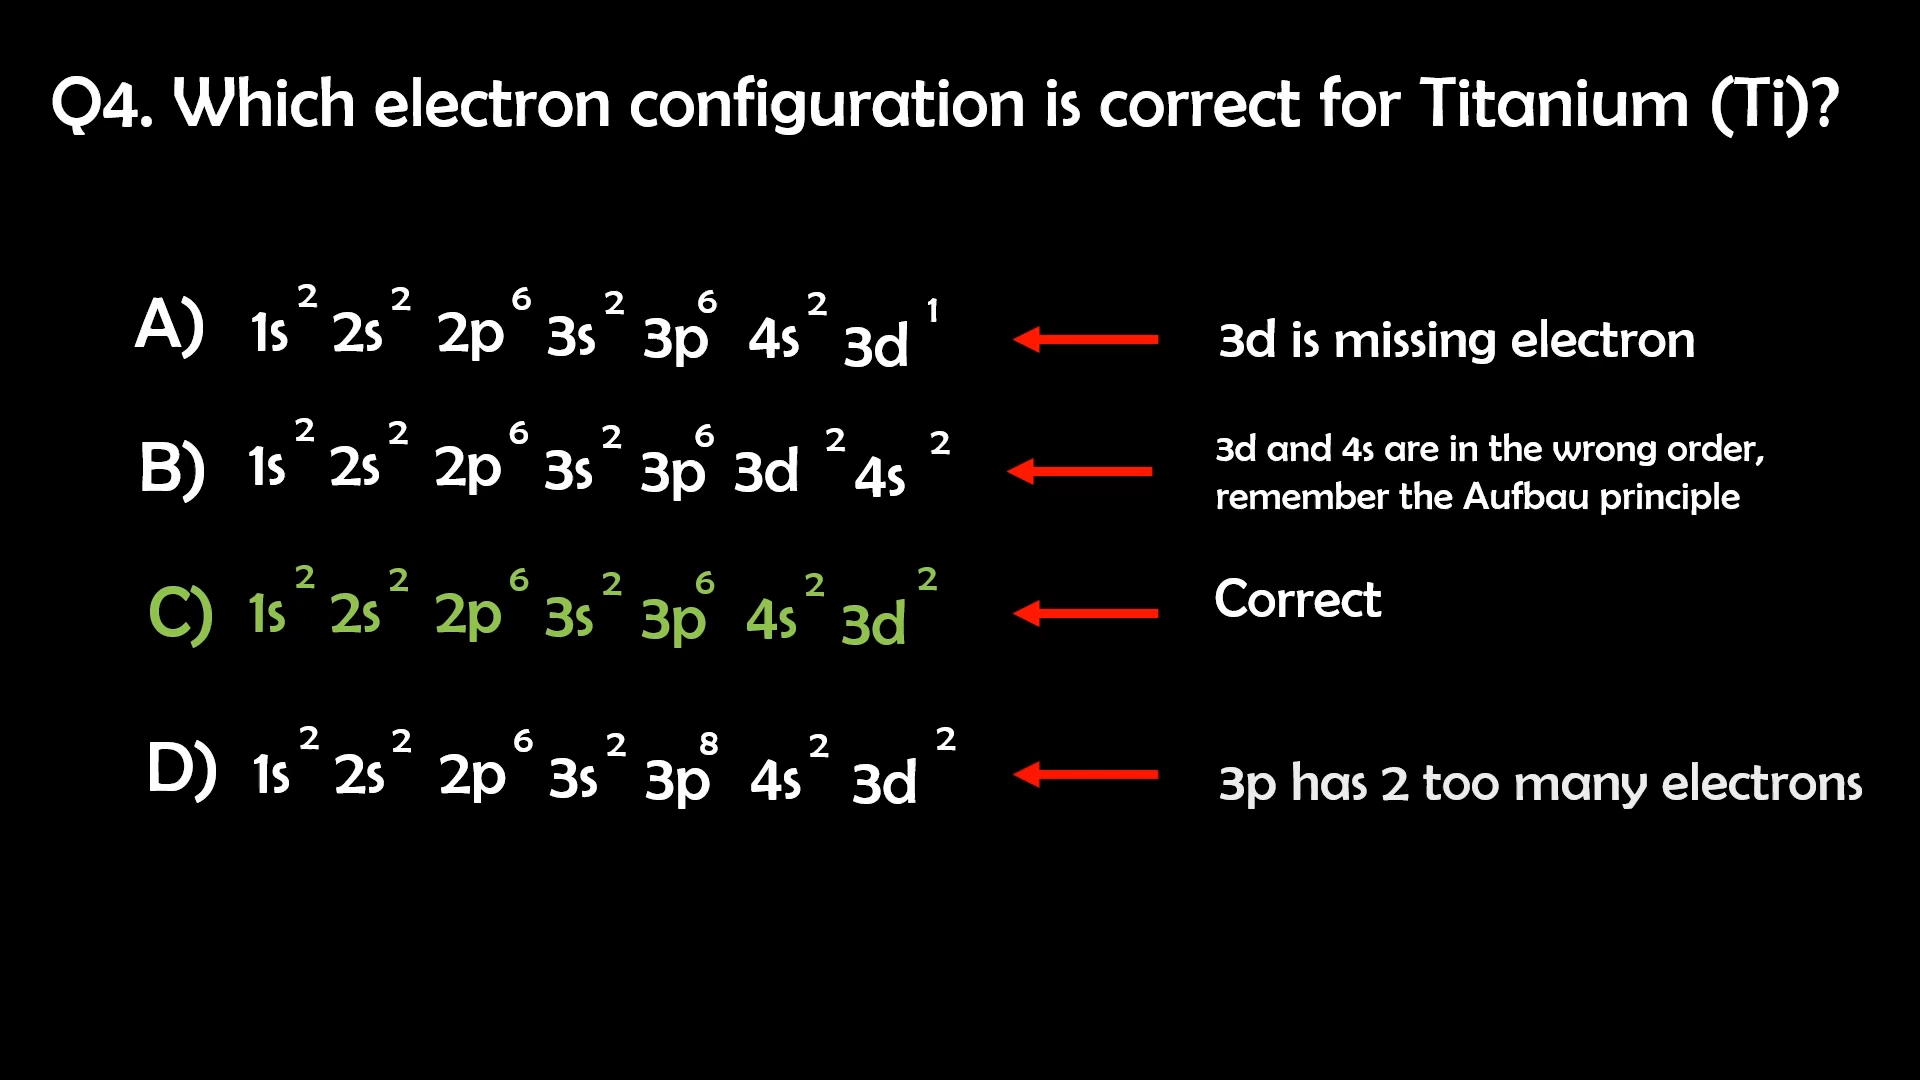 Q4. Which electron configuration is correct for Titanium (Ti)?
A) 1s² 2s² 2p⁶ 3s² 3p⁶ 4s² 3d¹ 3d is missing electron
B) 1s² 2s² 2p⁶ 3s² 3p⁶ 3d² 4s² 3d and 4s are in the wrong order,
remember the Aufbau principle
C) 1s² 2s² 2p⁶ 3s² 3p⁶ 4s² 3d² Correct
D) 1s² 2s² 2p⁶ 3s² 3p⁸ 4s² 3d² 3p has 2 too many electrons